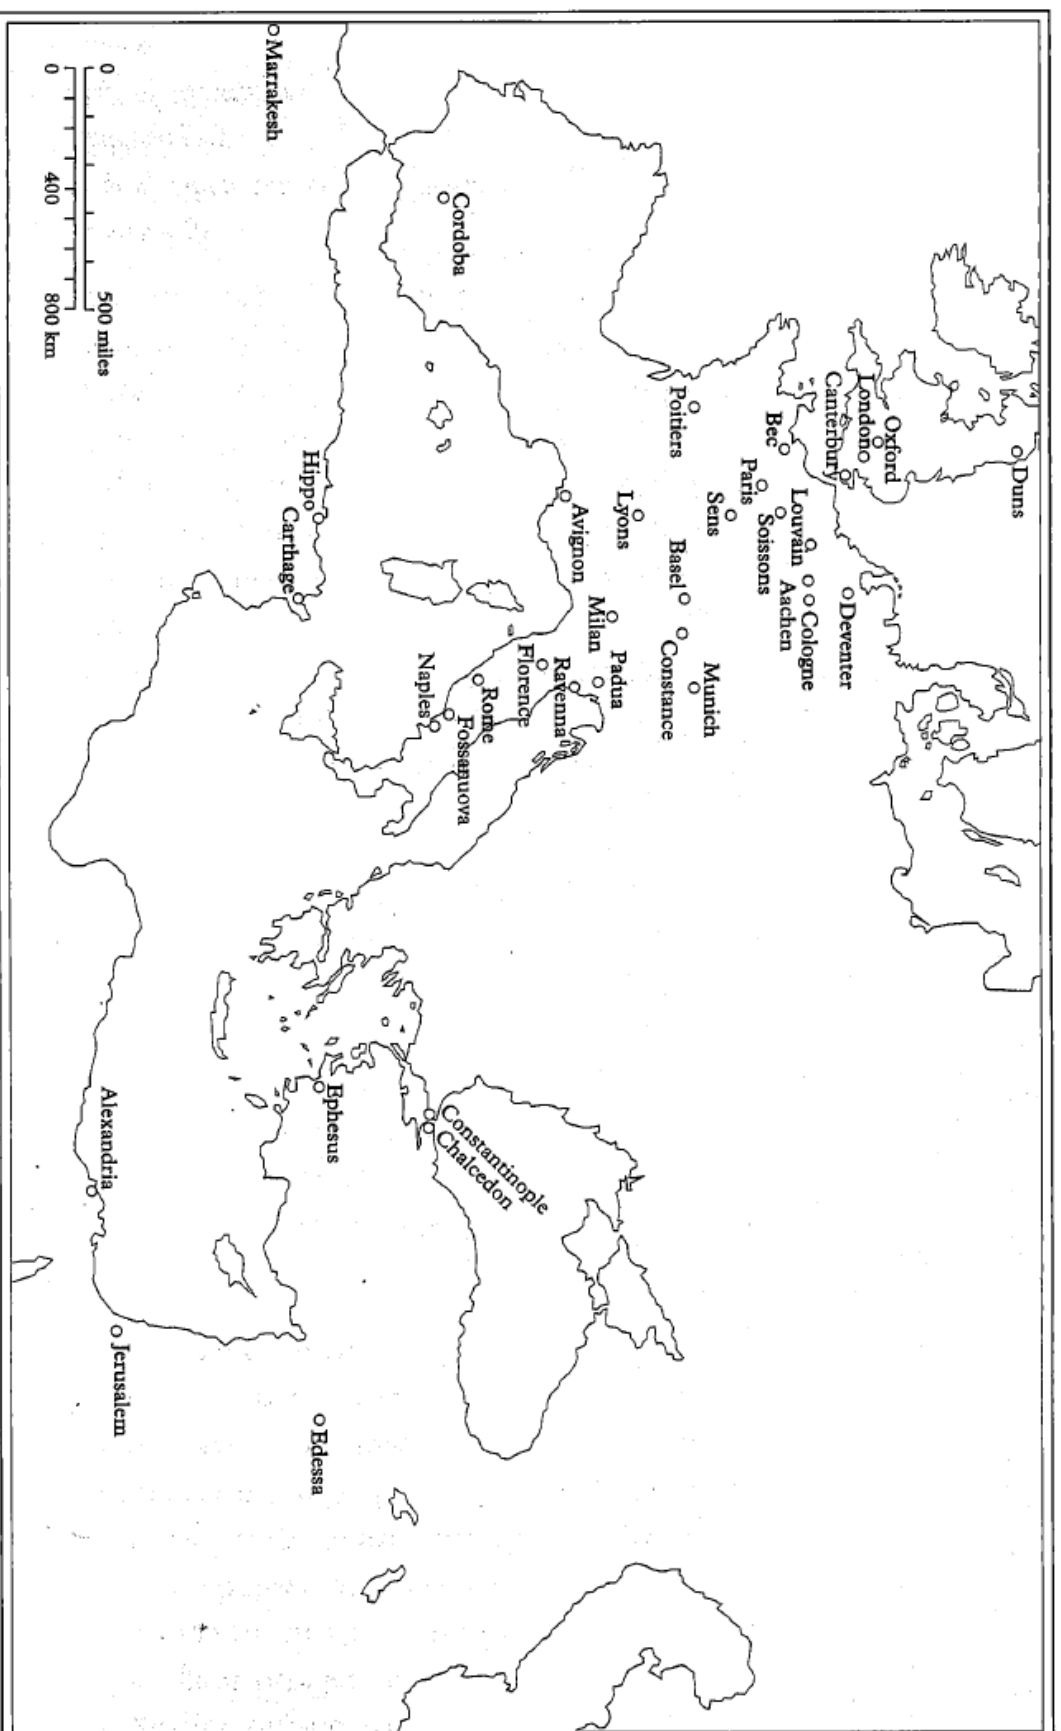 Duns
Oxford
London
Canterbury
Deventer
Louvain
Cologne
Aachen
Bec
Soissons
Paris
Sens
Munich
Poitiers
Basel
Constance
Lyons
Padua
Milan
Avignon
Ravenna
Florence
Rome
Fossanuova
Cordoba
Constantinople
Chalcedon
Naples
Ephesus
Edessa
Hippo
Carthage
Marrakesh
Jerusalem
Alexandria
0 500 miles
0 400 800 km